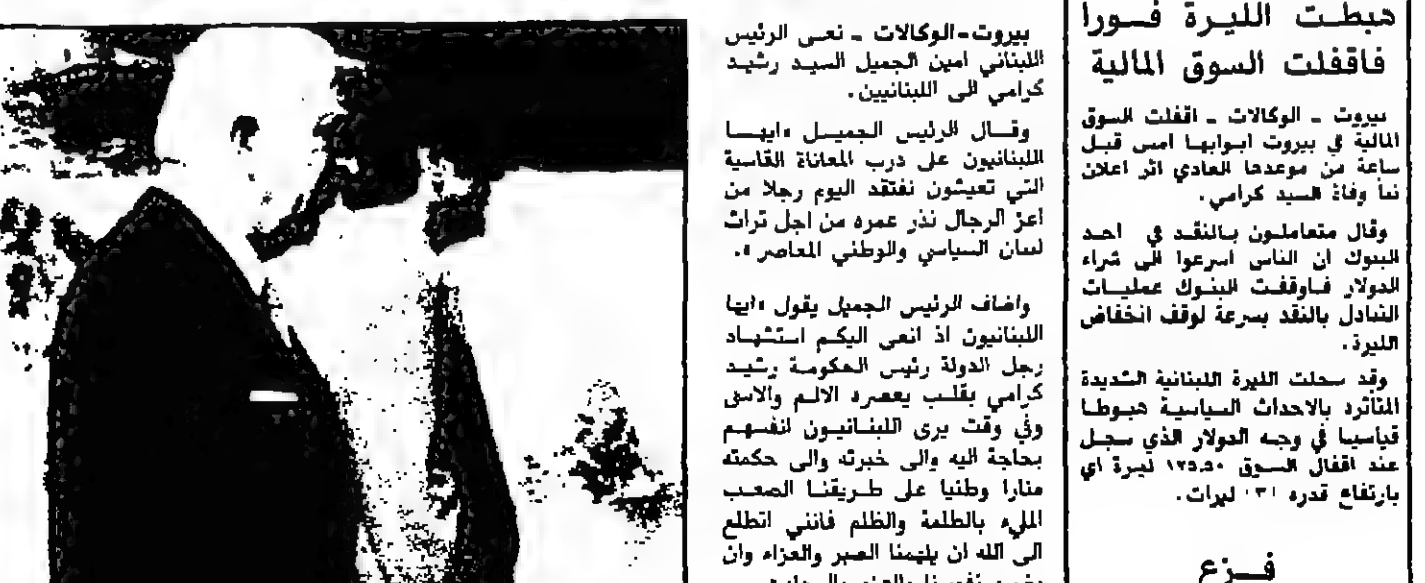 هبطت الليرة فورا
فاقفلت السوق المالية
بيروت - الوكالات - اقفلت السوق
المالية في بيروت ابوابها امس قبل
ساعة من موعدها العادي اثر اعلان
نبأ وفاة السيد كرامي.
وقال متعاملون بالنقد في احد
البنوك ان الناس اسرعوا الى شراء
الدولار فاوقفت البنوك عمليات
التبادل بالنقد بسرعة لوقف انخفاض
الليرة.
وقد سجلت الليرة اللبنانية الشديدة
التأثر بالاحداث السياسية هبوطا
قياسيا في وجه الدولار الذي سجل
عند اقفال السوق ١٢٥,٥٠ ليرة اي
بارتفاع قدره ليرات.
فزع
بيروت-الوكالات - نعى الرئيس
اللبناني امين الجميل السيد رشيد
كرامي الى اللبنانيين.
وقال الرئيس الجميل «ايها
اللبنانيون على درب المعاناة القاسية
التي تعيشون نفتقد اليوم رجلا من
اعز الرجال نذر عمره من اجل تراث
لبنان السياسي والوطني المعاصر».
واضاف الرئيس الجميل يقول «ايها
اللبنانيون اذ انعى اليكم استشهاد
رجل الدولة رئيس الحكومة رشيد
كرامي بقلب يعصره الالم والاسى
وفي وقت يرى اللبنانيون انفسهم
بحاجة اليه والى خبرته والى حكمته
منارا وطنيا على طريقنا الصعب
المليء بالظلمة والظلم فانني اتطلع
الى الله ان يلهمنا الصبر والعزاء وان